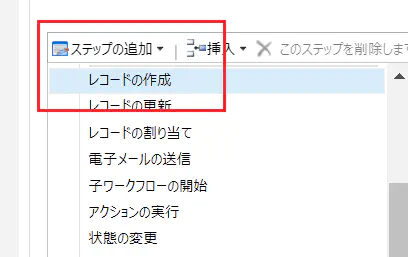 ステップの追加 | 挿入 このステップを削除しま
レコードの作成
レコードの更新
レコードの割り当て
電子メールの送信
子ワークフローの開始
アクションの実行
状態の変更